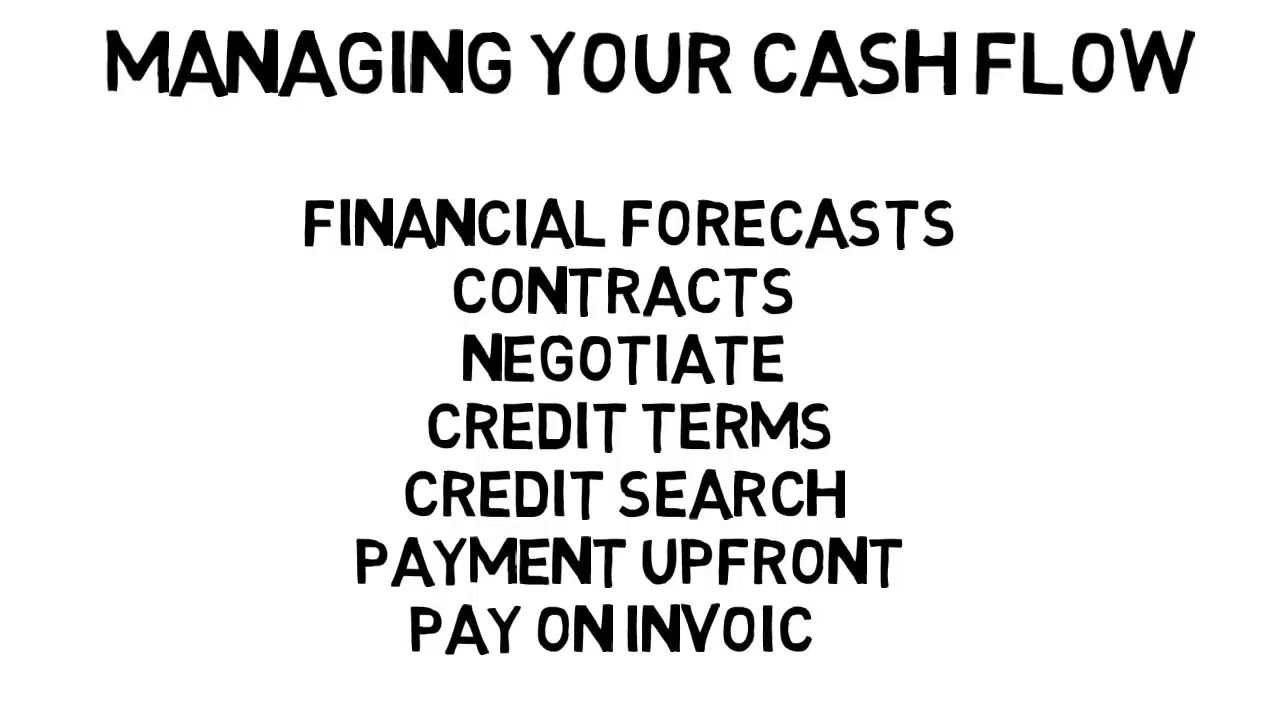 MANAGING YOUR CASH FLOW
FINANCIAL FORECASTS
CONTRACTS
NEGOTIATE
CREDIT TERMS
CREDIT SEARCH
PAYMENT UPFRONT
PAY ON INVOIC